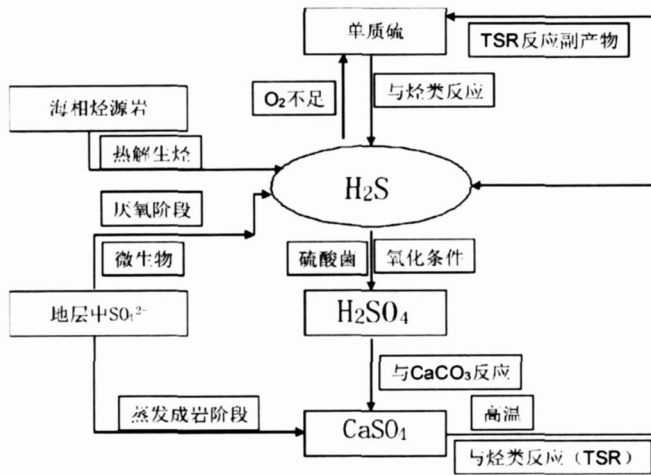 单质硫
TSR反应副产物
O₂不足
与烃类反应
海相烃源岩
热解生烃
H₂S
厌氧阶段
微生物
硫酸菌
氧化条件
地层中SO₄²⁻
H₂SO₄
与CaCO₃反应
蒸发成岩阶段
高温
CaSO₄
与烃类反应（TSR）